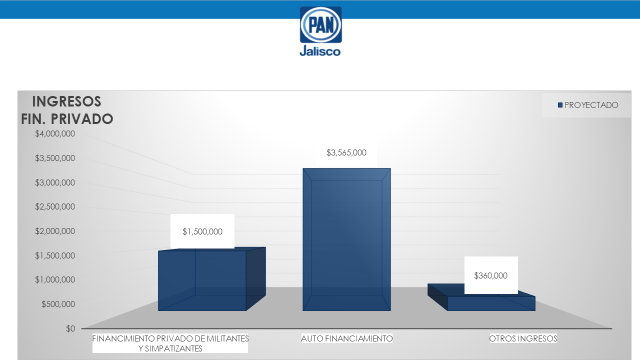 PAN
Jalisco
INGRESOS
FIN. PRIVADO
PROYECTADO
$4,000,000
$3,500,000
$3,000,000
$2,500,000
$2,000,000
$1,500,000
$1,000,000
$500,000
$0
$1,500,000
$3,565,000
$360,000
FINANCIMIENTO PRIVADO DE MILITANTES
Y SIMPATIZANTES
AUTO FINANCIAMIENTO
OTROS INGRESOS